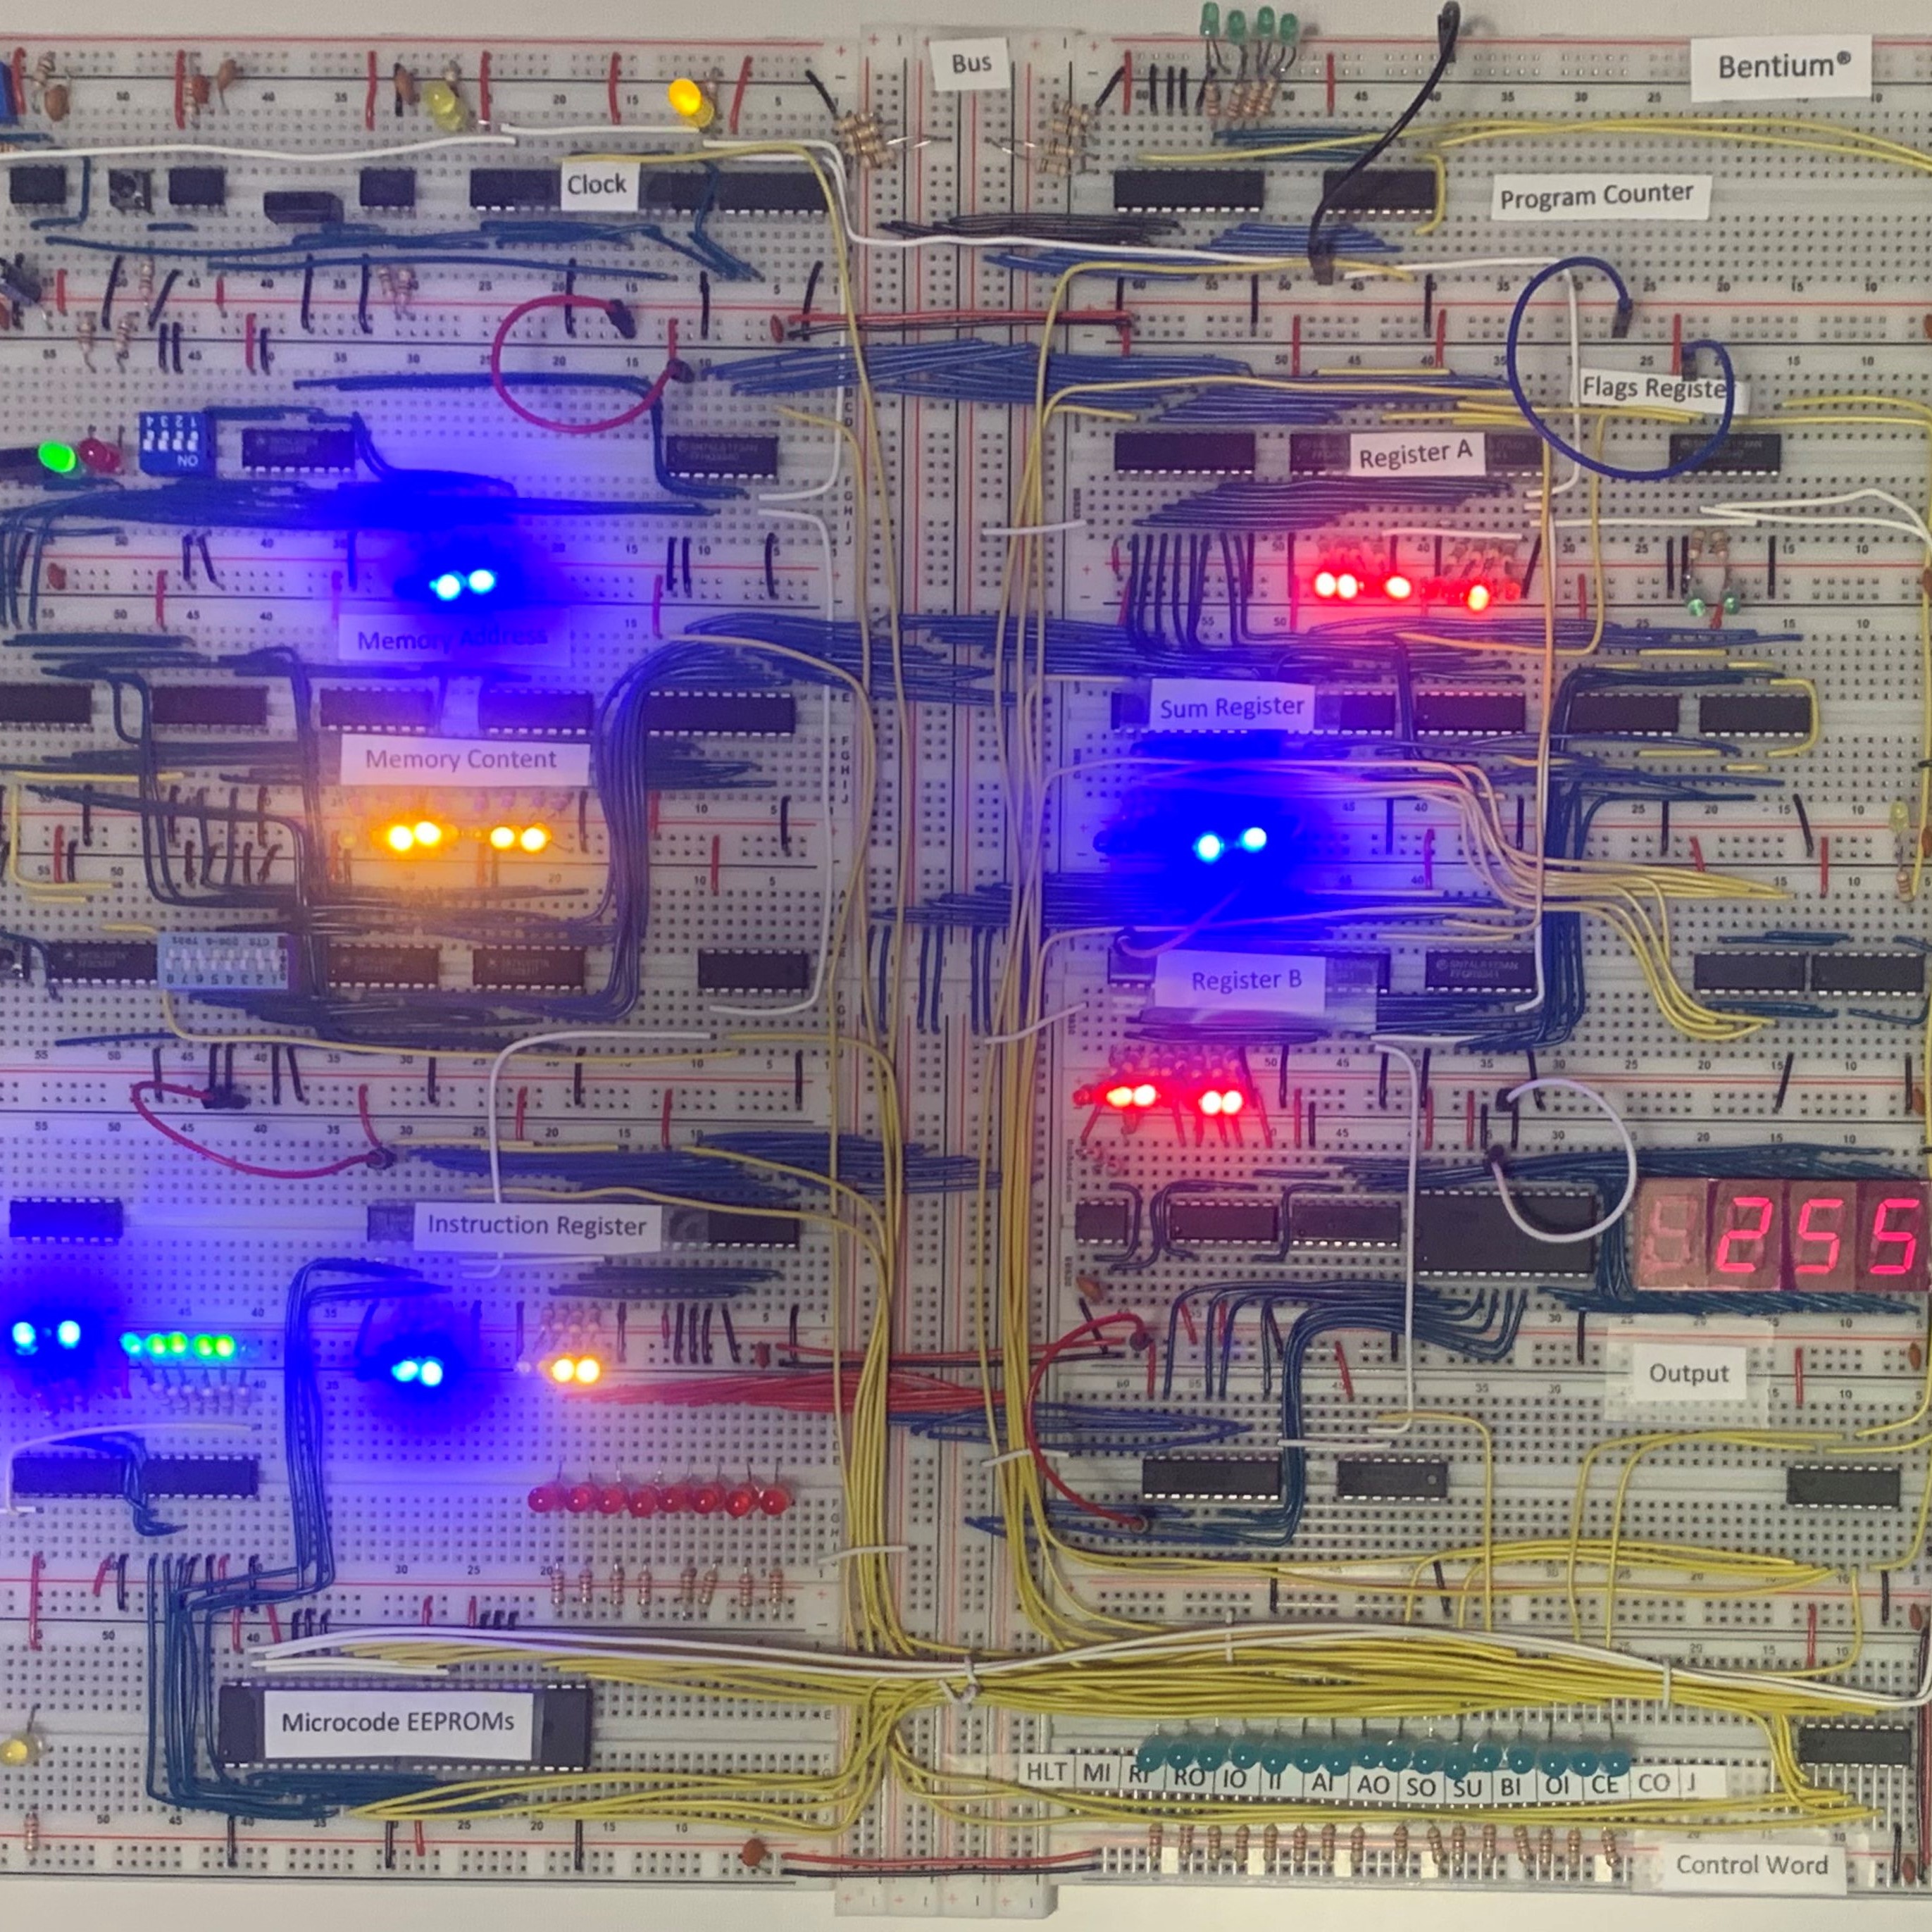 Bus
Bentium®
Clock
Program Counter
Flags Registe
Register A
Memory Address
Sum Register
Memory Content
Register B
Instruction Register
255
Output
Microcode EEPROMs
HLT MI RI RO IO II AI AO SO SU BI OI CE CO J
Control Word